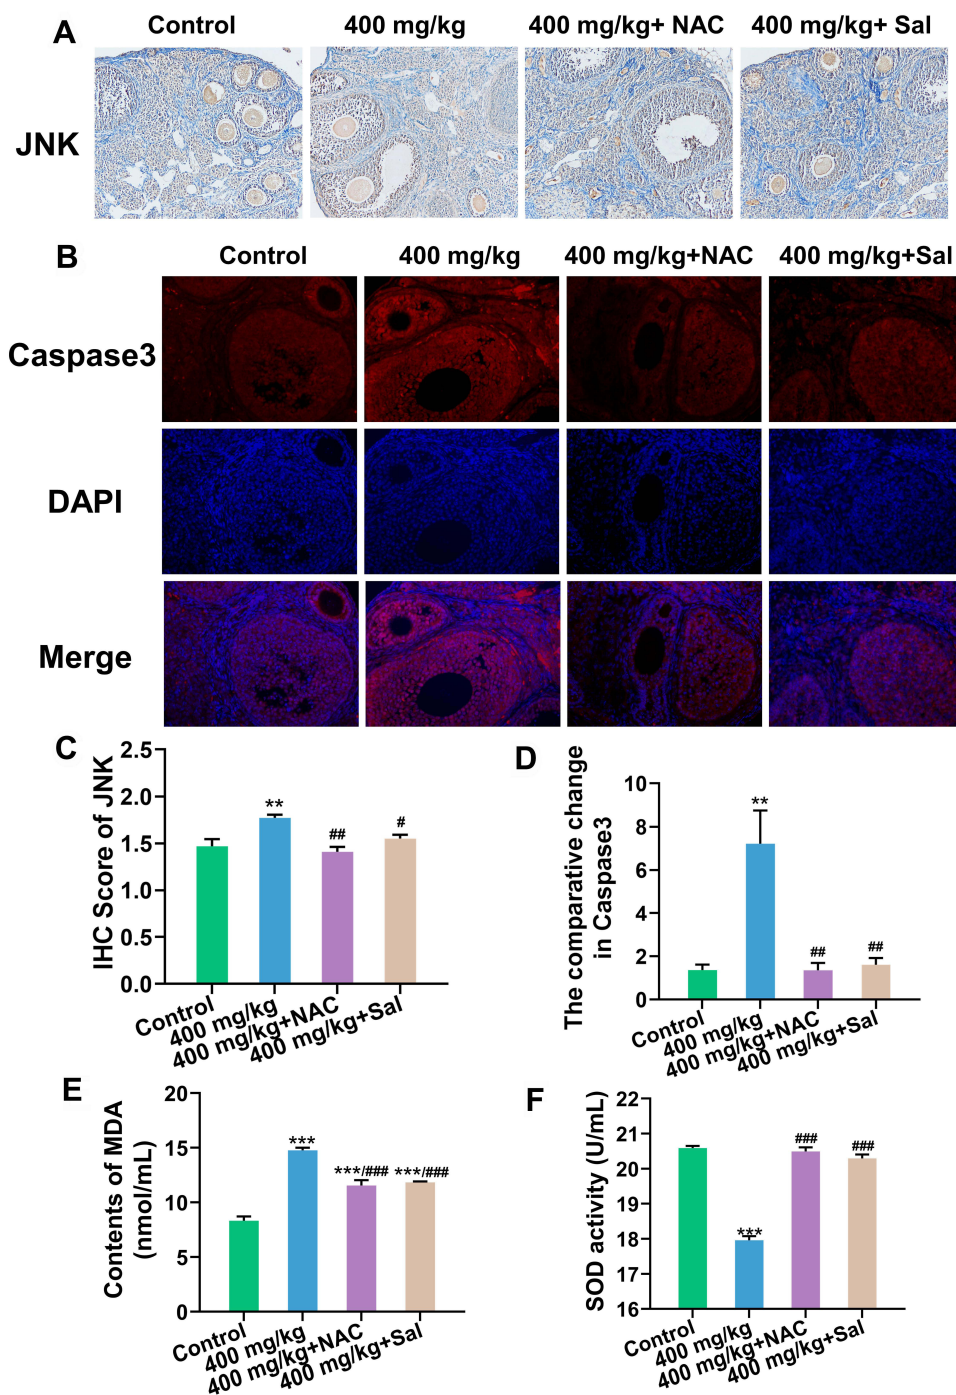 A
Control
400 mg/kg
400 mg/kg+ NAC
400 mg/kg+ Sal
JNK
B
Control
400 mg/kg
400 mg/kg+NAC
400 mg/kg+Sal
Caspase3
DAPI
Merge
C
IHC Score of JNK
2.5
2.0
1.5
1.0
0.5
0.0
**
##
#
Control
400 mg/kg
400 mg/kg+NAC
400 mg/kg+Sal
D
The comparative change
in Caspase3
10
8
6
4
2
0
**
##
##
Control
400 mg/kg
400 mg/kg+NAC
400 mg/kg+Sal
E
Contents of MDA
(nmol/mL)
20
15
10
5
0
***
***/###
***/###
Control
400 mg/kg
400 mg/kg+NAC
400 mg/kg+Sal
F
SOD activity (U/mL)
22
21
20
19
18
17
16
***
###
###
Control
400 mg/kg
400 mg/kg+NAC
400 mg/kg+Sal